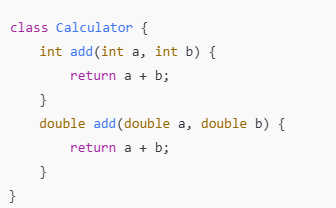 class Calculator {
    int add(int a, int b) {
        return a + b;
    }
    double add(double a, double b) {
        return a + b;
    }
}